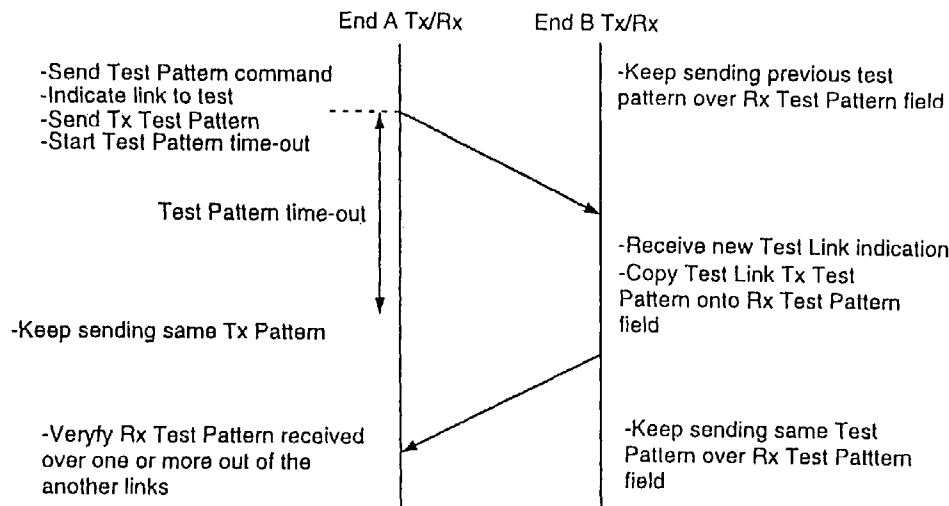 End A Tx/Rx
End B Tx/Rx
-Send Test Pattern command
-Indicate link to test
-Send Tx Test Pattern
-Start Test Pattern time-out
-Keep sending previous test
pattern over Rx Test Pattern field
Test Pattern time-out
-Receive new Test Link indication
-Copy Test Link Tx Test
Pattern onto Rx Test Pattern
field
-Keep sending same Tx Pattern
-Veryfy Rx Test Pattern received
over one or more out of the
another links
-Keep sending same Test
Pattern over Rx Test Palttern
field